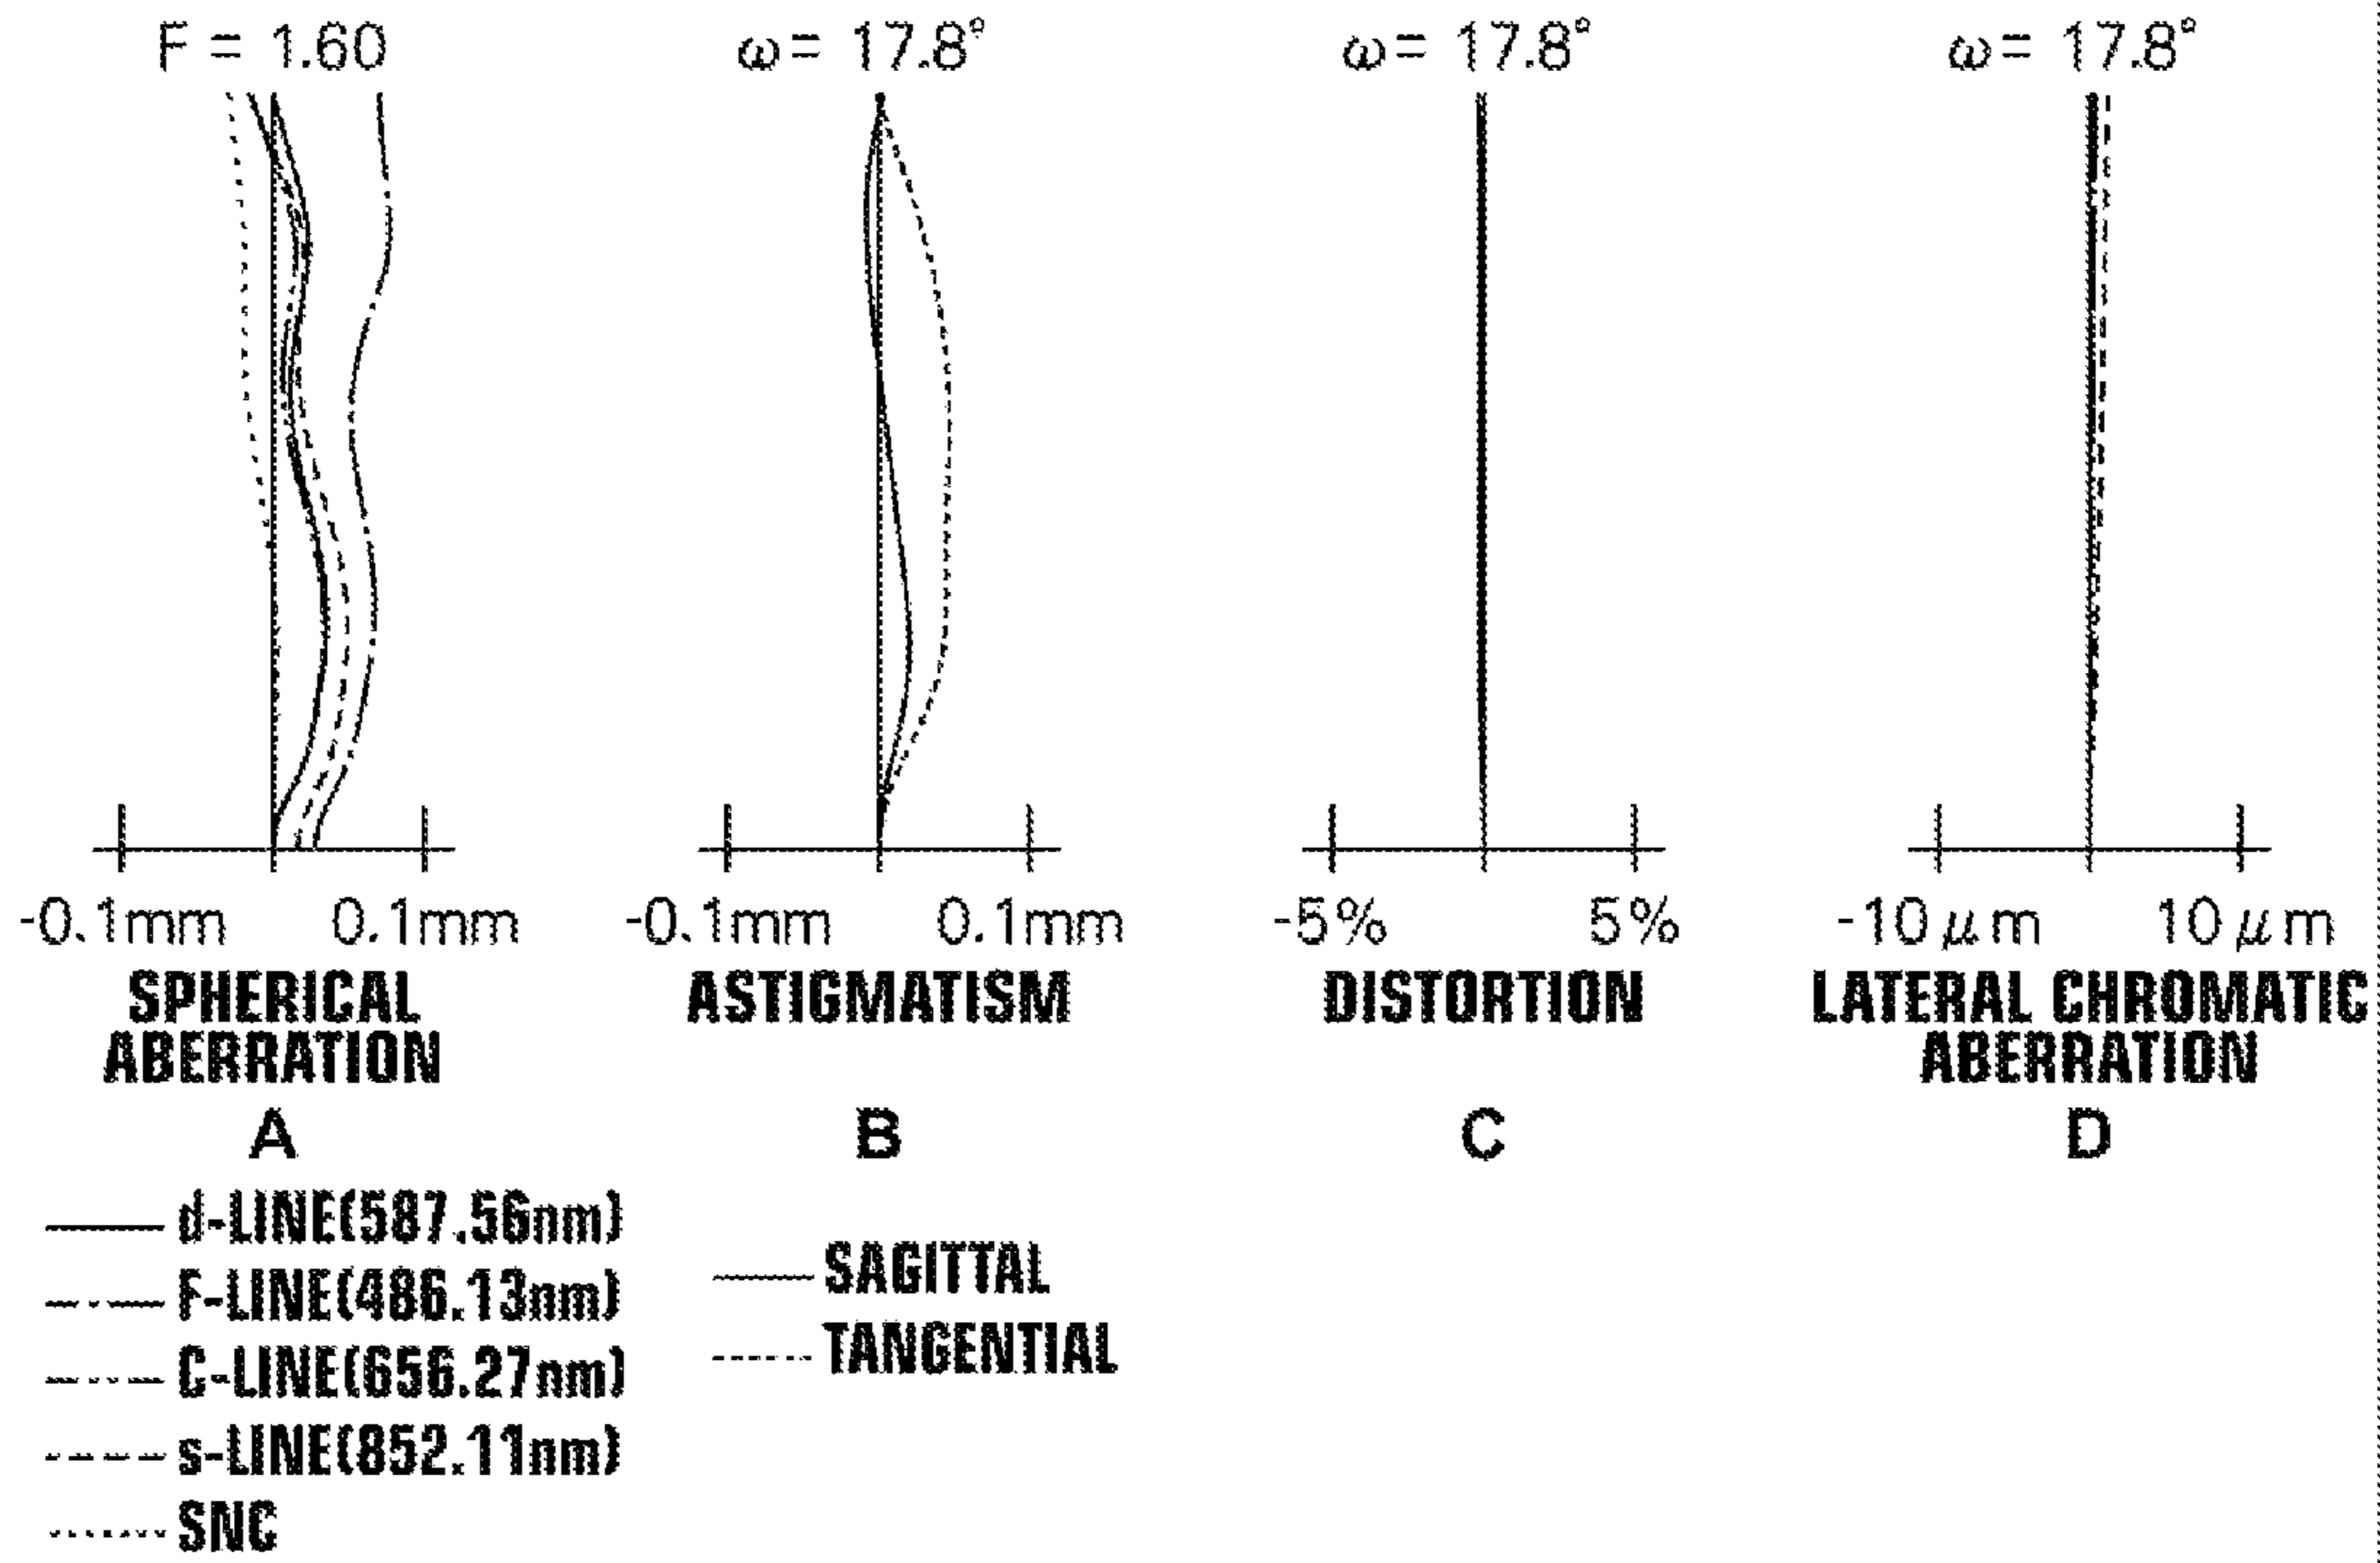 F = 1.60
ω= 17.8°
ω= 17.8°
ω= 17.8°
-0.1mm 0.1mm
-0.1mm 0.1mm
-5% 5%
-10μm 10μm
SPHERICAL
ABERRATION
ASTIGMATISM
DISTORTION
LATERAL CHROMATIC
ABERRATION
A
B
C
D
d-LINE(587.56nm)
F-LINE(486.13nm)
C-LINE(656.27nm)
s-LINE(852.11nm)
SNC
SAGITTAL
TANGENTIAL